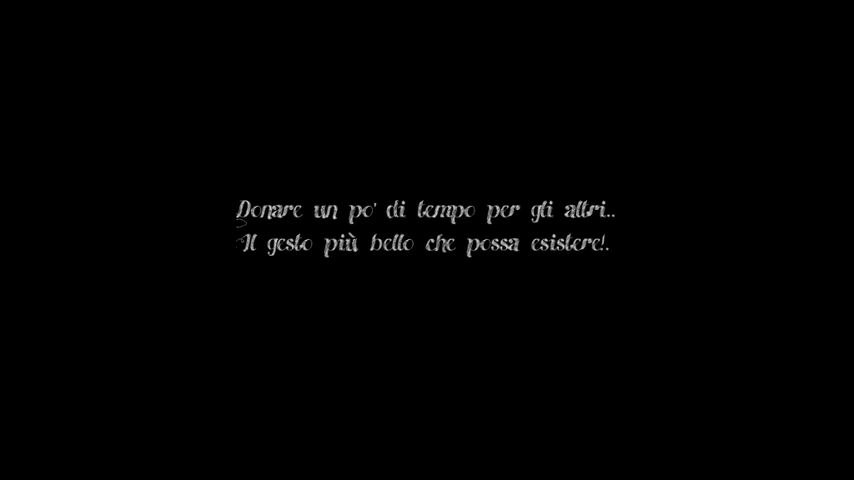 Donare un po' di tempo per gli altri..
Il gesto più bello che possa esistere!.